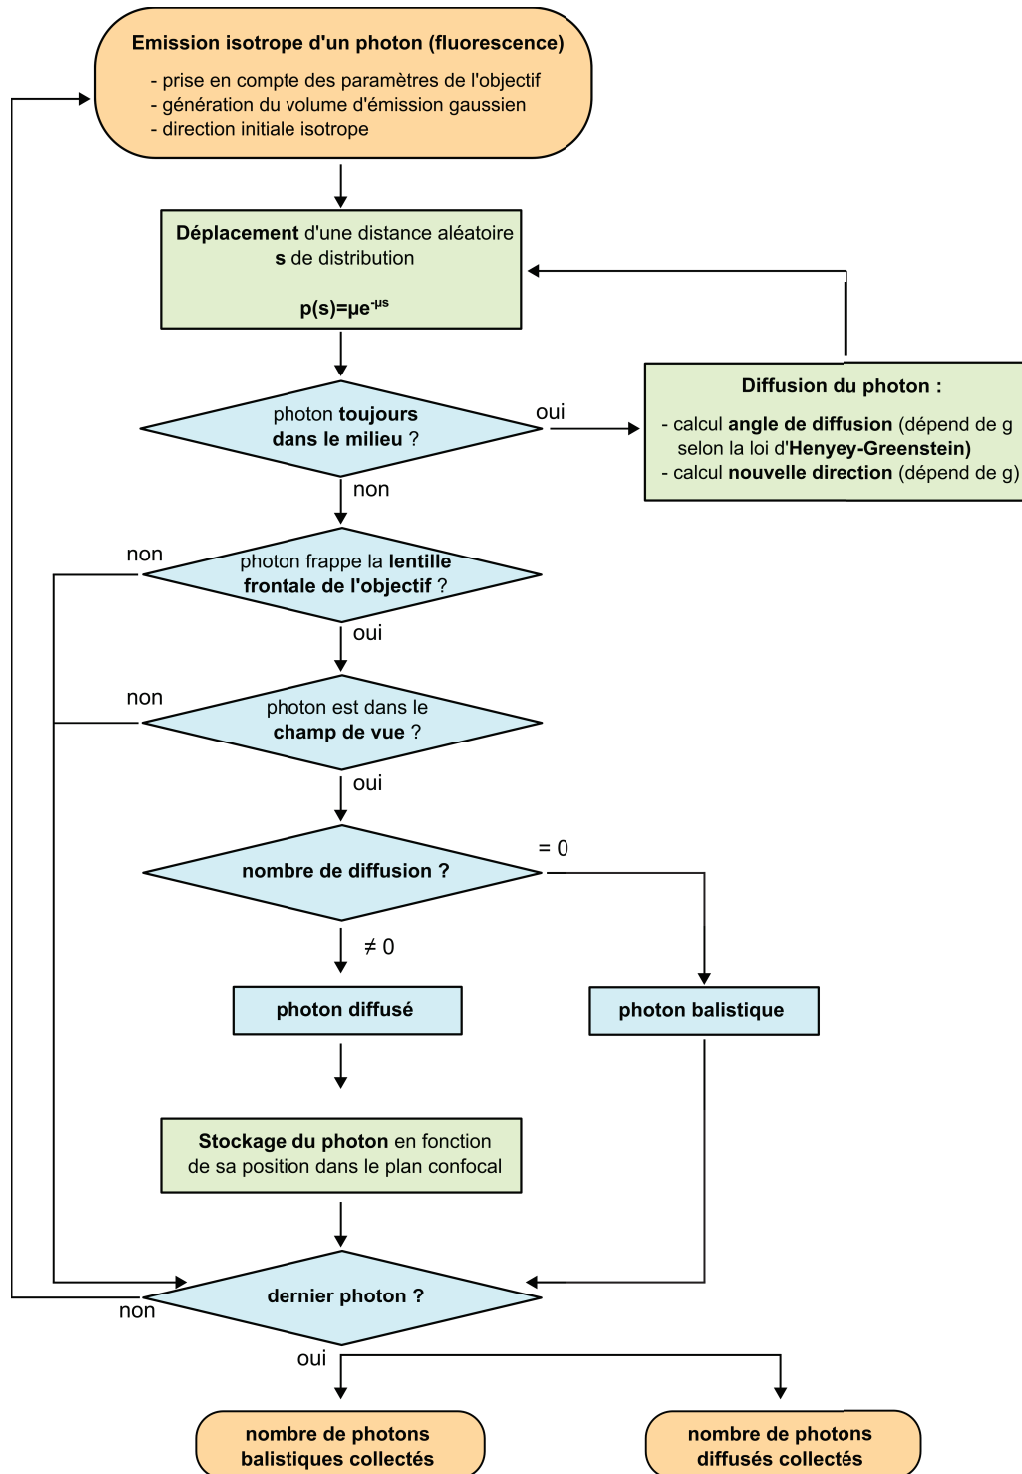 Emission isotrope d'un photon (fluorescence)
- prise en compte des paramètres de l'objectif
- génération du volume d'émission gaussien
- direction initiale isotrope
Déplacement d'une distance aléatoire
s de distribution
p(s)=µe^-µs
photon toujours
dans le milieu ?
oui
Diffusion du photon :
- calcul angle de diffusion (dépend de g
selon la loi d'Henyey-Greenstein)
- calcul nouvelle direction (dépend de g)
non
non
photon frappe la lentille
frontale de l'objectif ?
oui
non
photon est dans le
champ de vue ?
oui
= 0
nombre de diffusion ?
≠ 0
photon diffusé
photon balistique
Stockage du photon en fonction
de sa position dans le plan confocal
dernier photon ?
non
oui
nombre de photons
balistiques collectés
nombre de photons
diffusés collectés